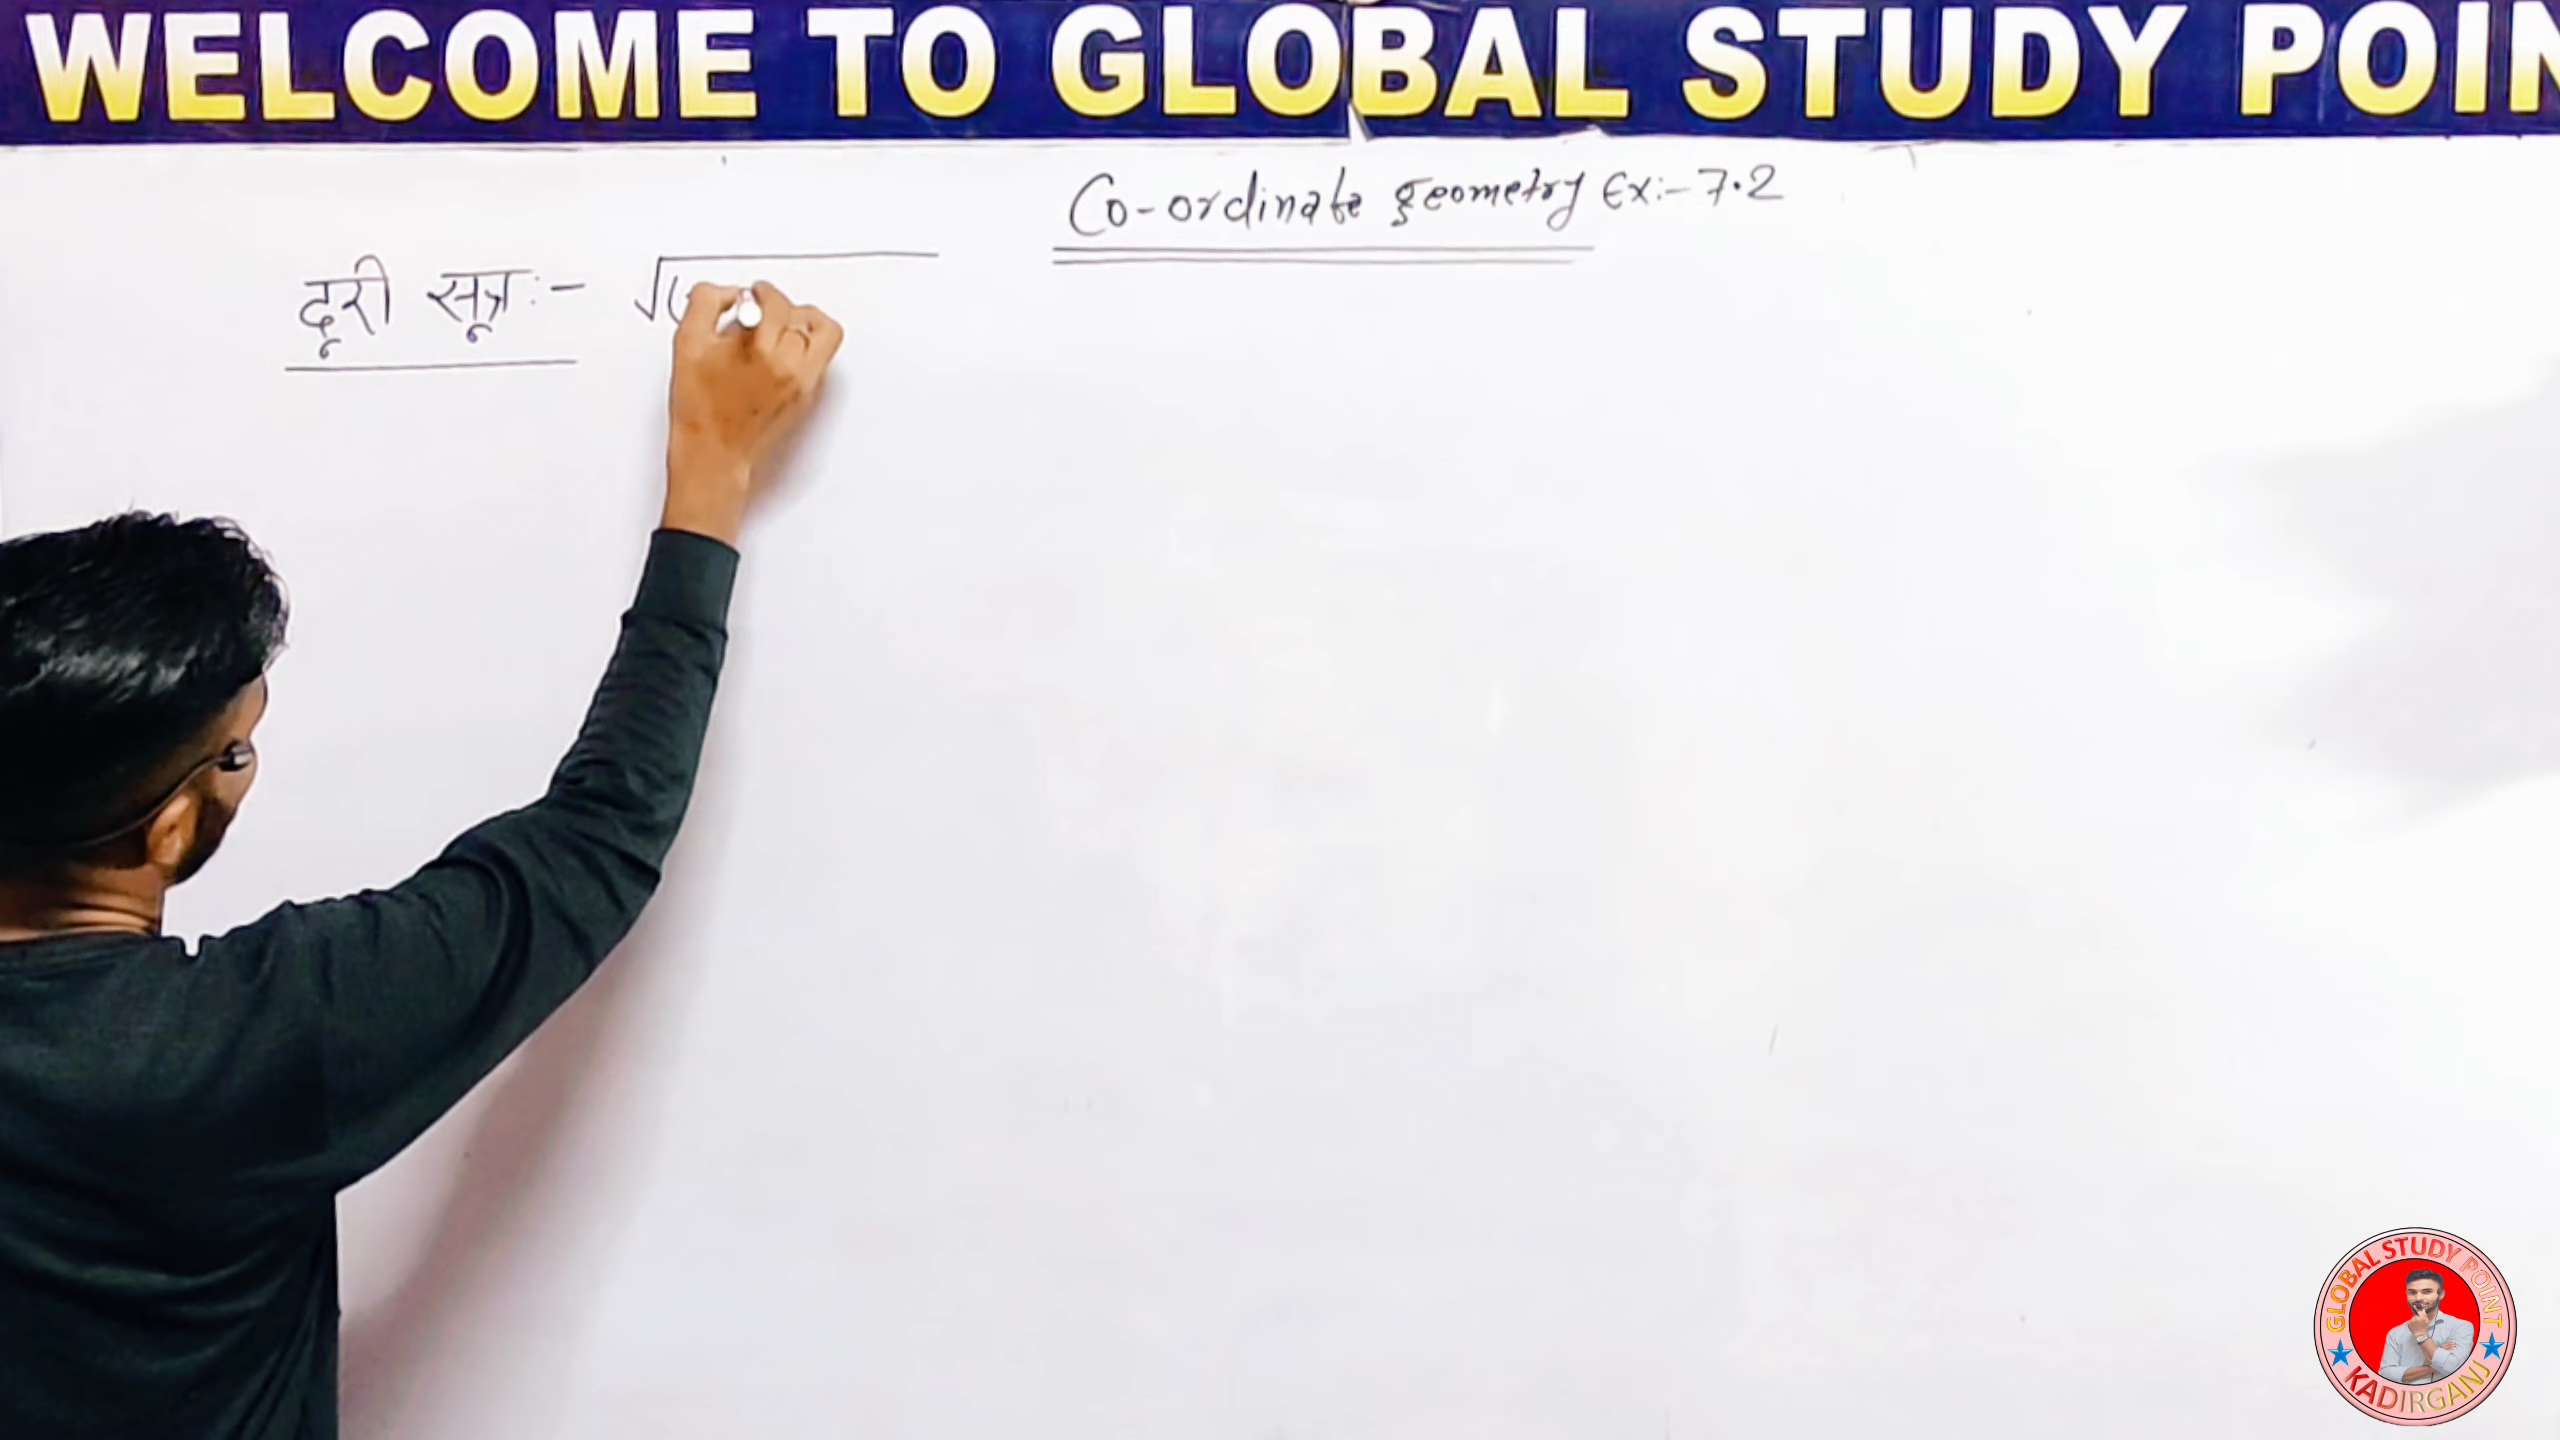 WELCOME TO GLOBAL STUDY POIN
Co-ordinate geometry Ex:- 7.2
दूरी सूत्र :- √(
GLOBAL STUDY POINT
KADIRGANJ